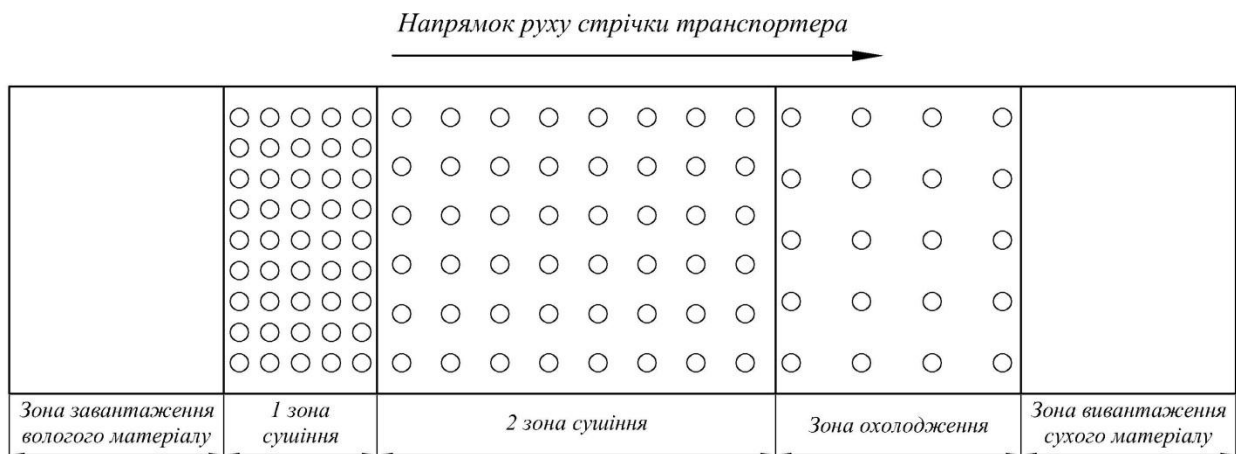 Напрямок руху стрічки транспортера
Зона завантаження
вологого матеріалу
1 зона
сушіння
2 зона сушіння
Зона охолодження
Зона вивантаження
сухого матеріалу